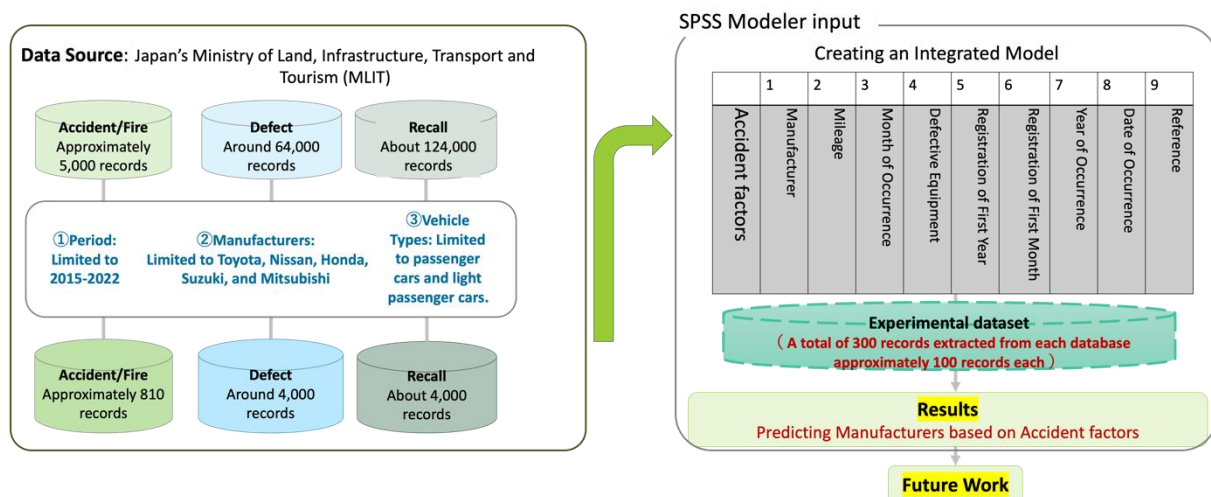 Data Source: Japan's Ministry of Land, Infrastructure, Transport and
Tourism (MLIT)
Accident/Fire
Approximately
5,000 records
Defect
Around 64,000
records
Recall
About 124,000
records
①Period:
Limited to
2015-2022
②Manufacturers:
Limited to Toyota, Nissan, Honda,
Suzuki, and Mitsubishi
③Vehicle
Types: Limited
to passenger
cars and light
passenger cars.
Accident/Fire
Approximately 810
records
Defect
Around 4,000
records
Recall
About 4,000
records
SPSS Modeler input
Creating an Integrated Model
1 2 3 4 5 6 7 8 9
Accident factors
Manufacturer
Mileage
Month of Occurrence
Defective Equipment
Registration of First Year
Registration of First Month
Year of Occurrence
Date of Occurrence
Reference
Experimental dataset
( A total of 300 records extracted from each database
approximately 100 records each )
Results
Predicting Manufacturers based on Accident factors
Future Work